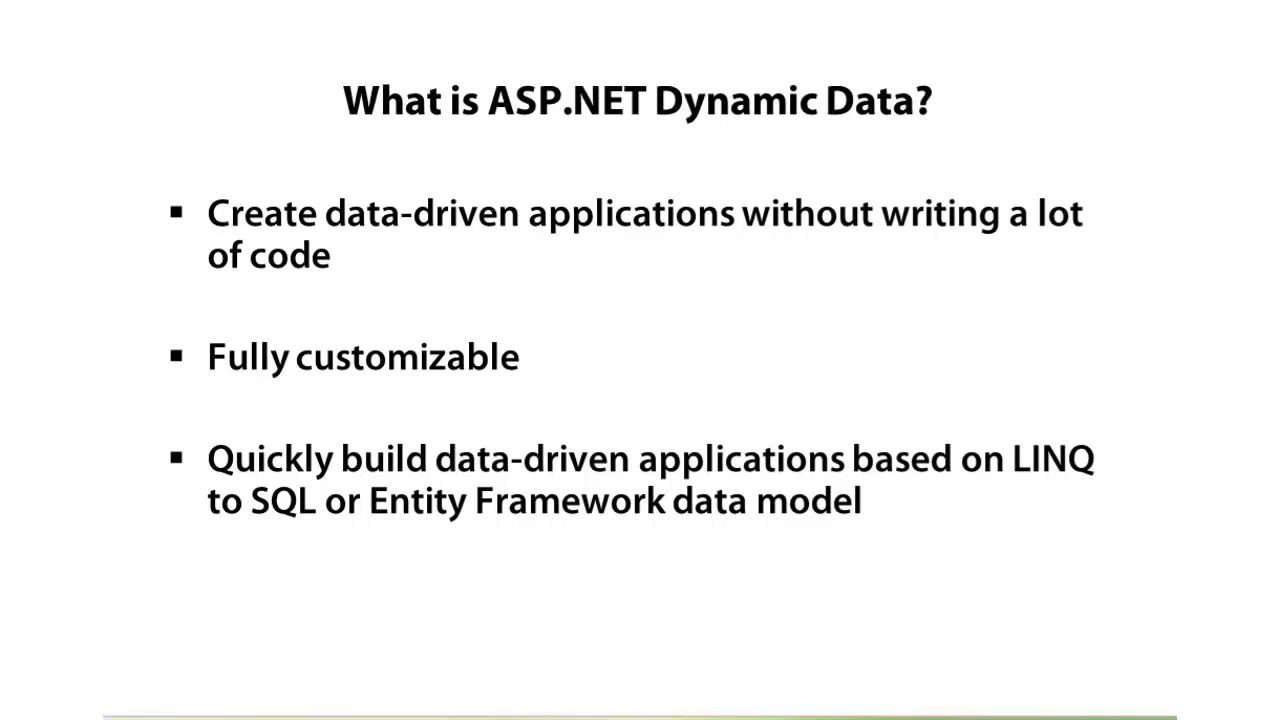 What is ASP.NET Dynamic Data?
▪ Create data-driven applications without writing a lot
of code
▪ Fully customizable
▪ Quickly build data-driven applications based on LINQ
to SQL or Entity Framework data model